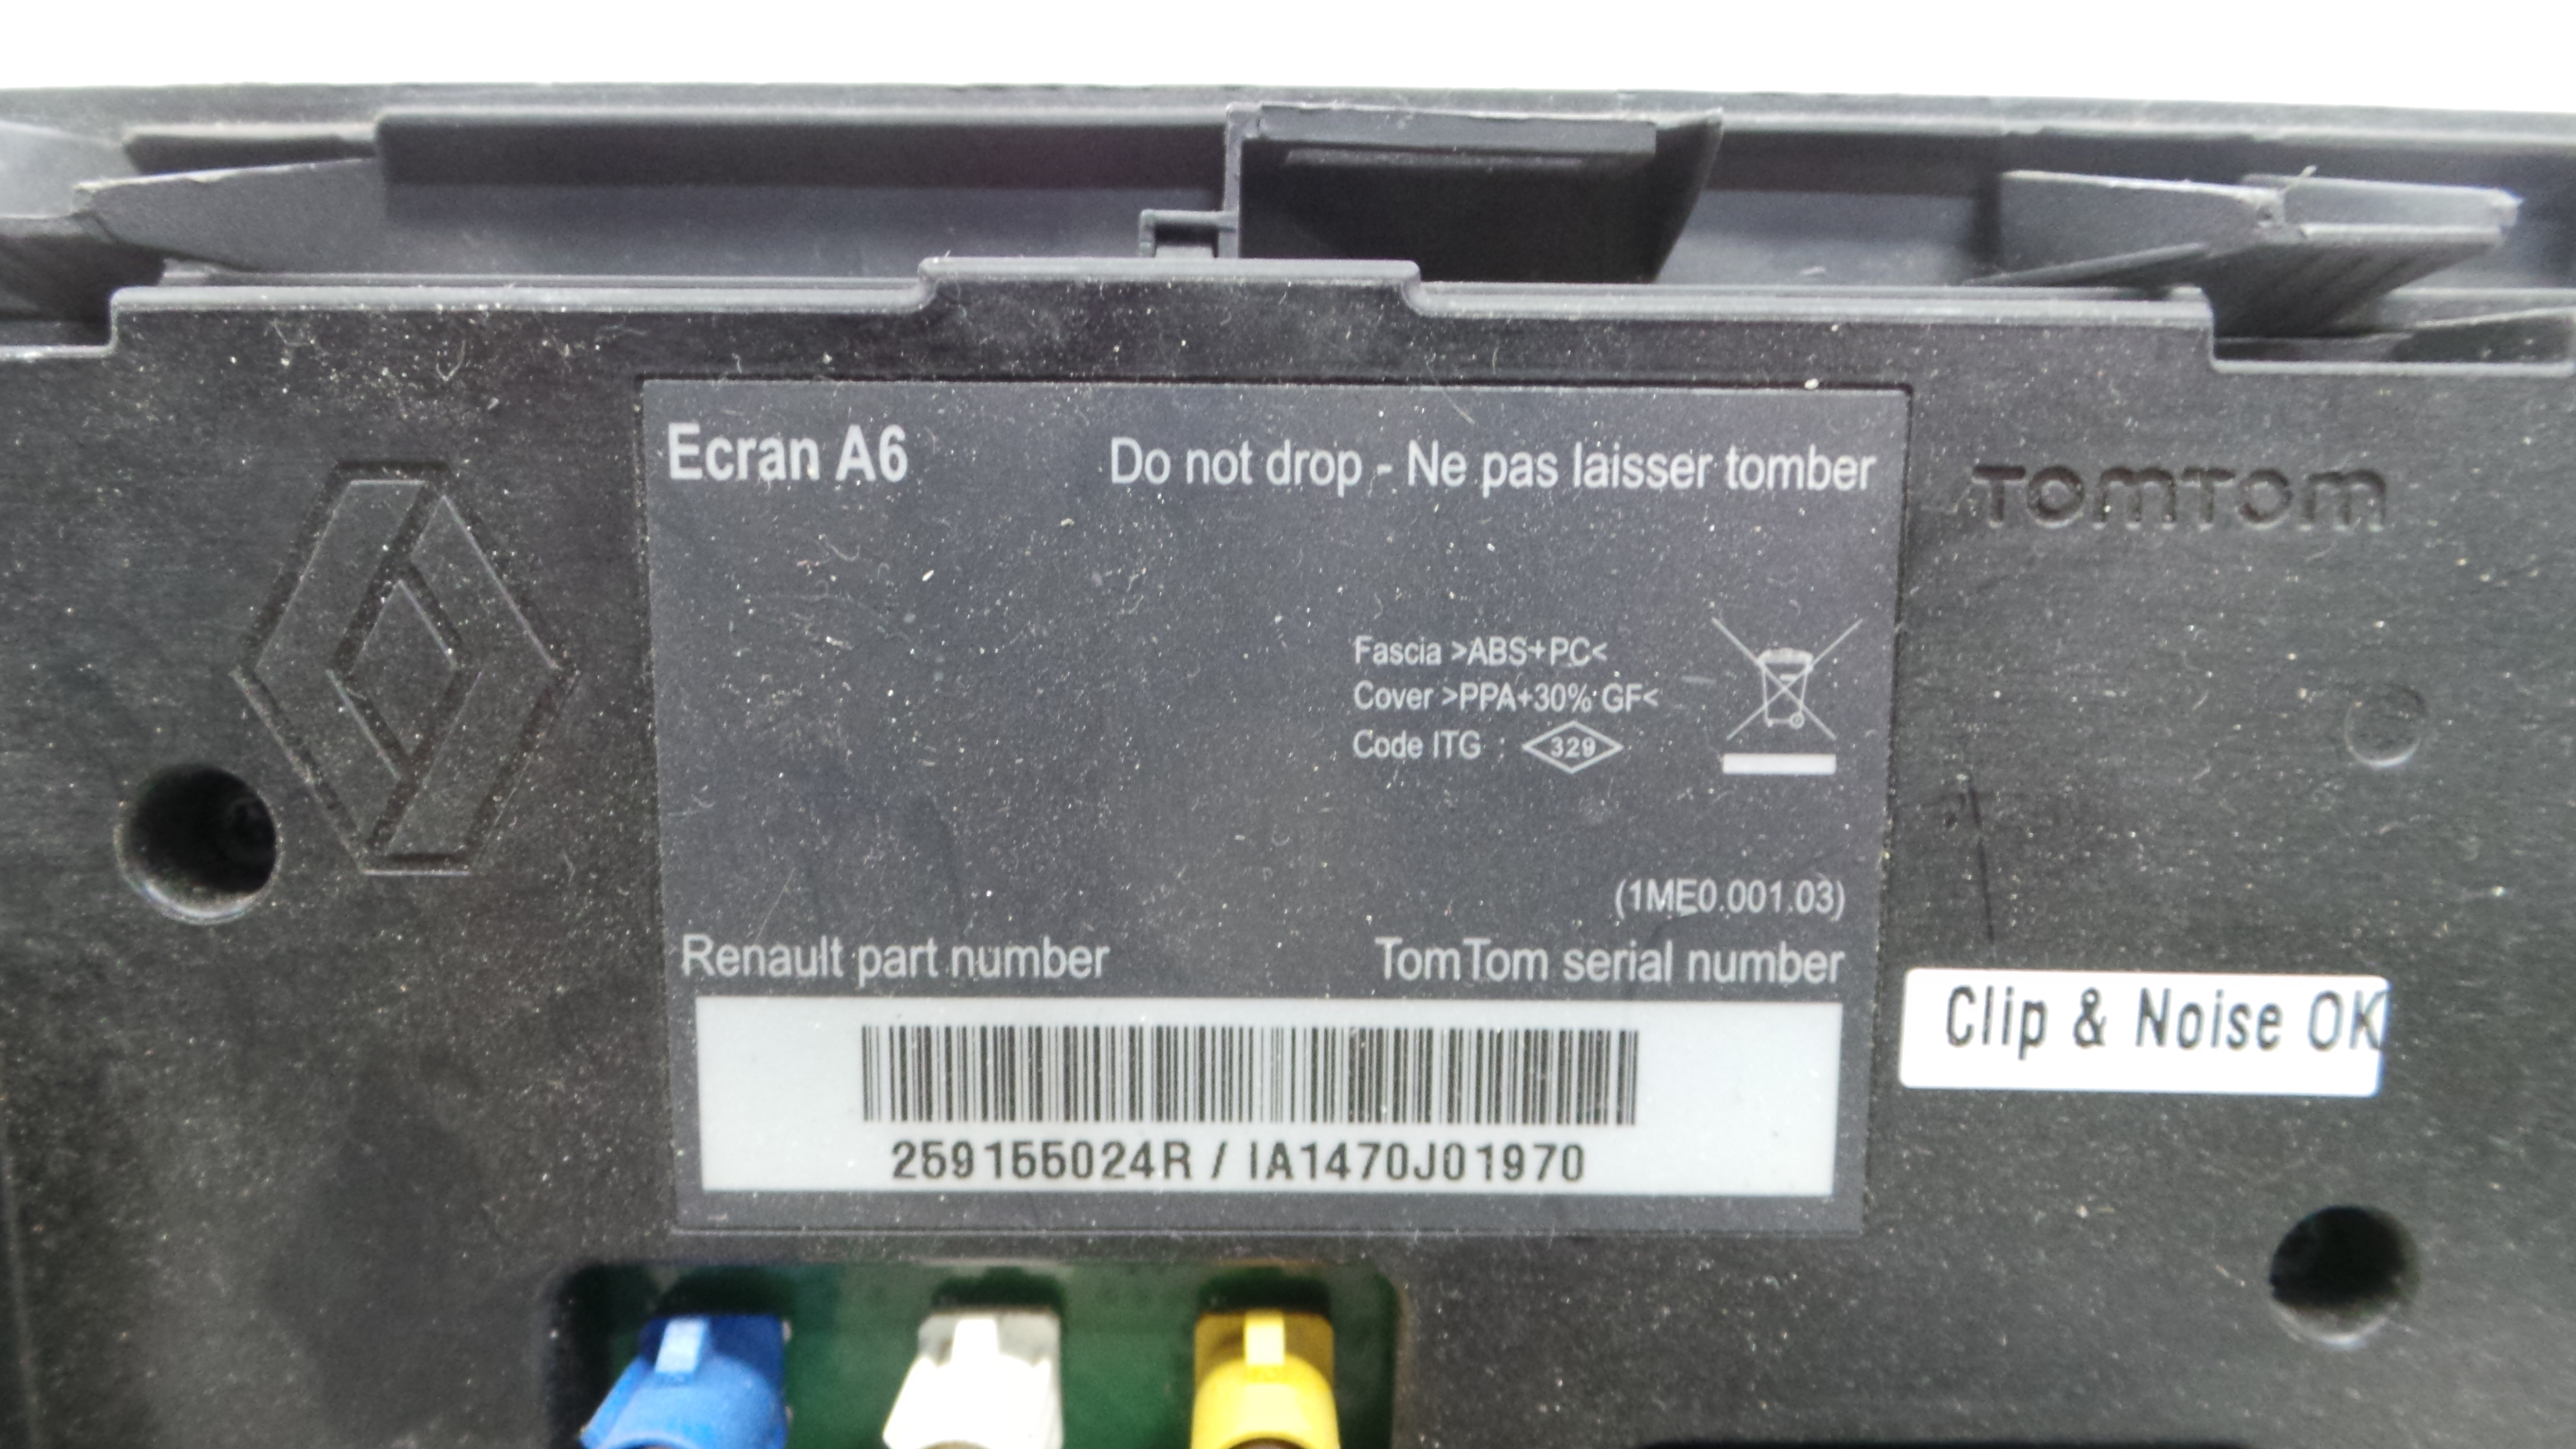 Ecran A6 Do not drop - Ne pas laisser tomber
TOMTOM
Fascia >ABS+PC<
Cover >PPA+30% GF<
Code ITG : 329
(1ME0.001.03)
Renault part number TomTom serial number
Clip & Noise OK
259155024R / IA1470J01970